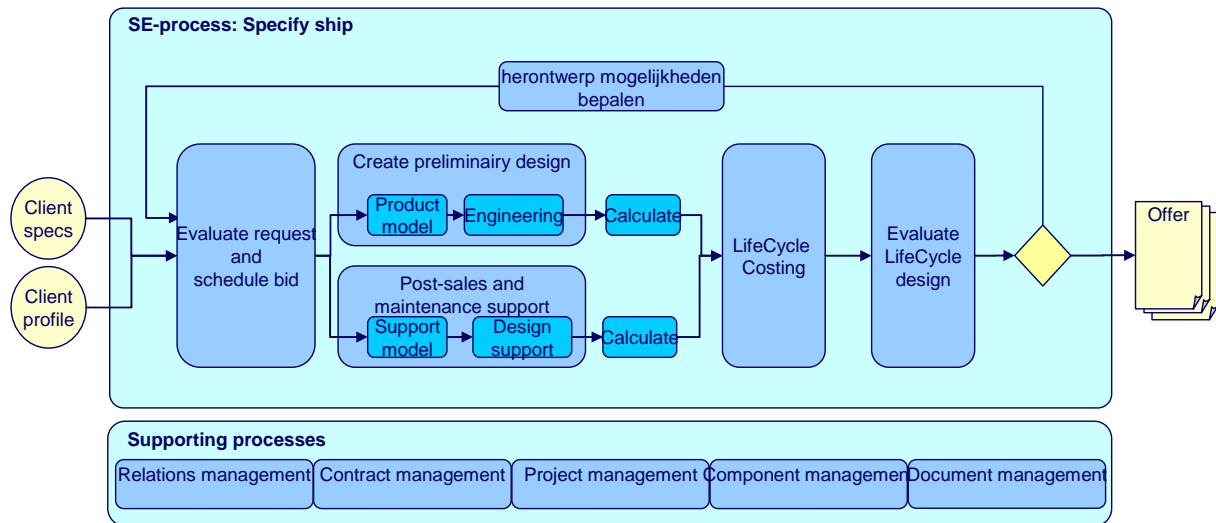 SE-process: Specify ship
herontwerp mogelijkheden
bepalen
Client
specs
Client
profile
Evaluate request
and
schedule bid
Create preliminairy design
Product
model
Engineering
Calculate
Post-sales and
maintenance support
Support
model
Design
support
Calculate
LifeCycle
Costing
Evaluate
LifeCycle
design
Offer
Supporting processes
Relations management
Contract management
Project management
Component management
Document management